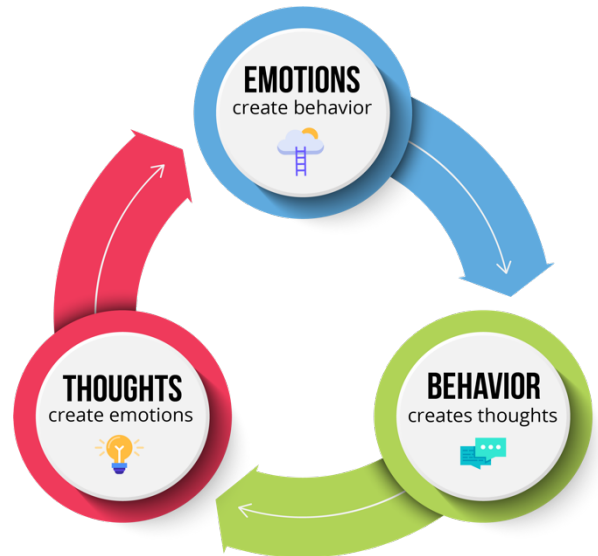 EMOTIONS
create behavior
THOUGHTS
create emotions
BEHAVIOR
creates thoughts